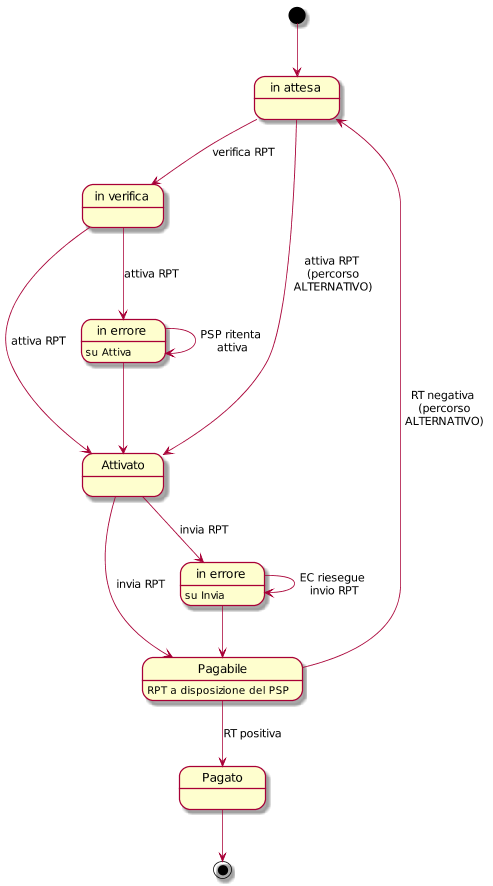 in attesa
verifica RPT
in verifica
attiva RPT
(percorso
ALTERNATIVO)
attiva RPT
in errore
su Attiva
PSP ritenta
attiva
attiva RPT
RT negativa
(percorso
ALTERNATIVO)
Attivato
invia RPT
in errore
su Invia
EC riesegue
invio RPT
invia RPT
Pagabile
RPT a disposizione del PSP
RT positiva
Pagato